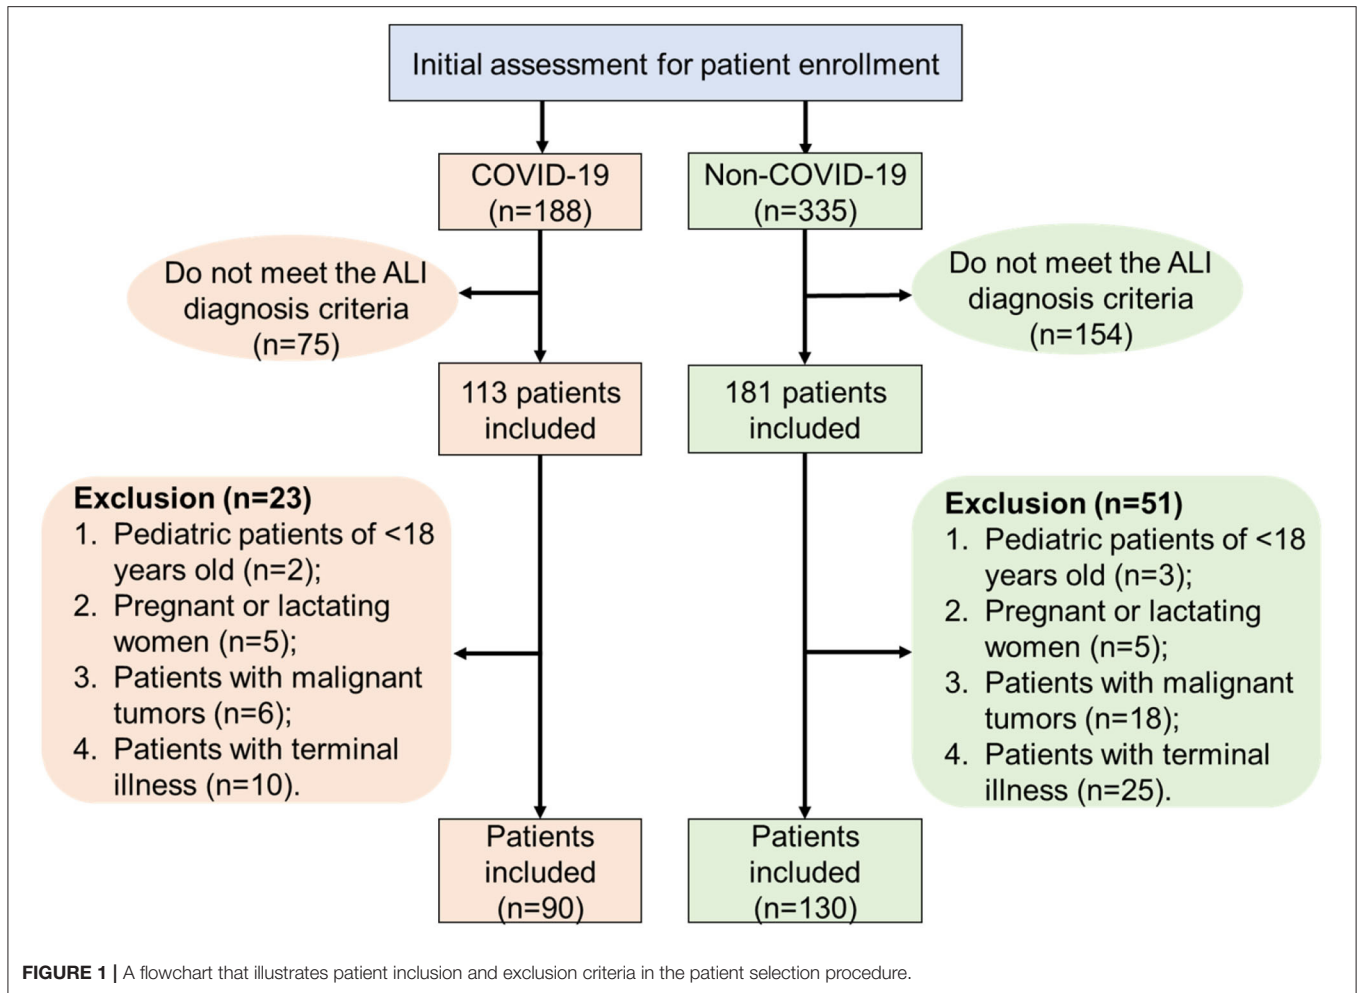 Initial assessment for patient enrollment
COVID-19
(n=188)
Non-COVID-19
(n=335)
Do not meet the ALI
diagnosis criteria
(n=75)
Do not meet the ALI
diagnosis criteria
(n=154)
113 patients
included
181 patients
included
Exclusion (n=23)
1. Pediatric patients of <18
years old (n=2);
2. Pregnant or lactating
women (n=5);
3. Patients with malignant
tumors (n=6);
4. Patients with terminal
illness (n=10).
Exclusion (n=51)
1. Pediatric patients of <18
years old (n=3);
2. Pregnant or lactating
women (n=5);
3. Patients with malignant
tumors (n=18);
4. Patients with terminal
illness (n=25).
Patients
included
(n=90)
Patients
included
(n=130)
FIGURE 1 | A flowchart that illustrates patient inclusion and exclusion criteria in the patient selection procedure.